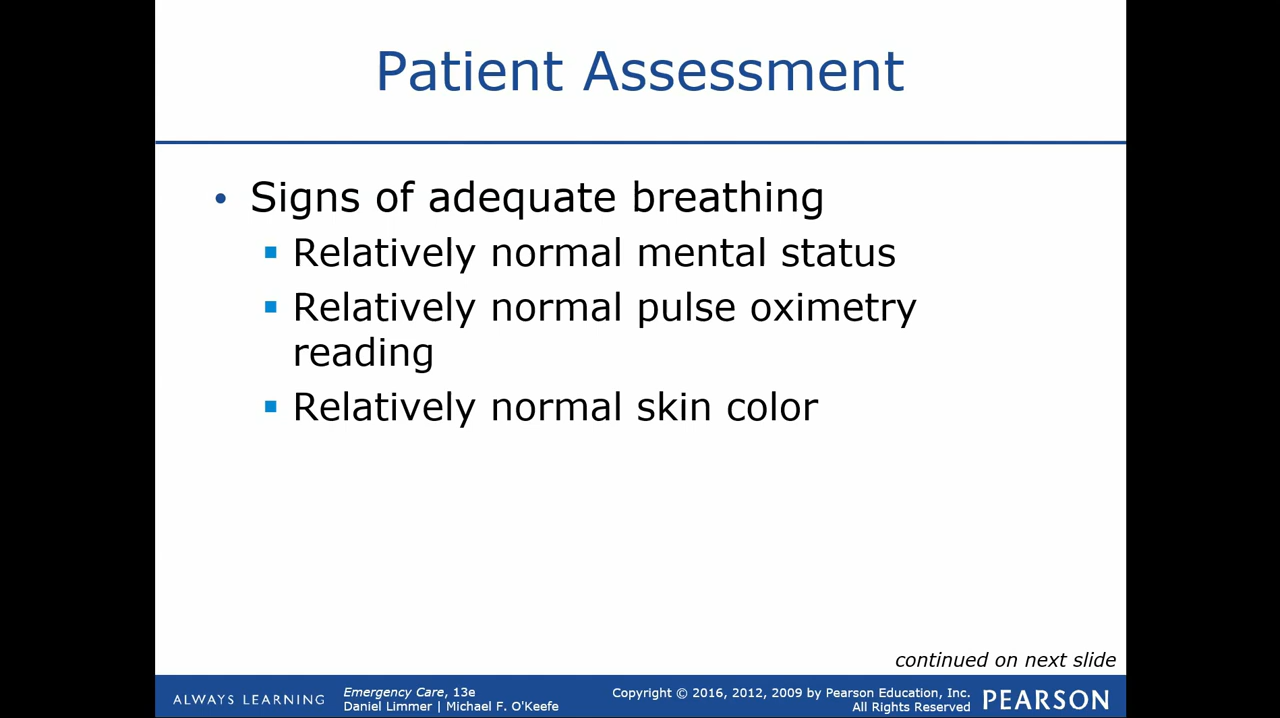 Patient Assessment
• Signs of adequate breathing
▪ Relatively normal mental status
▪ Relatively normal pulse oximetry
reading
▪ Relatively normal skin color
continued on next slide
ALWAYS LEARNING
Emergency Care, 13e
Daniel Limmer | Michael F. O'Keefe
Copyright © 2016, 2012, 2009 by Pearson Education, Inc.
All Rights Reserved
PEARSON